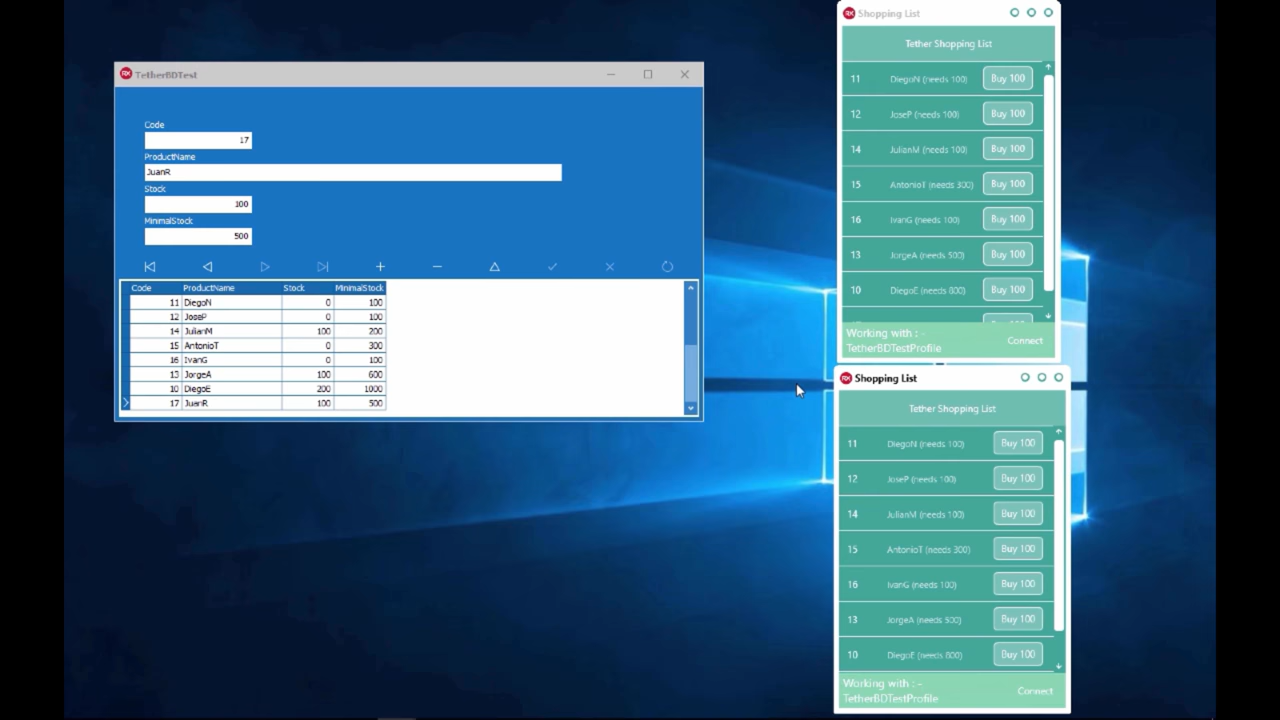 TetherBDTest
Code
17
ProductName
JuanR
Stock
100
MinimalStock
500
Code ProductName Stock MinimalStock
11 DiegoN 0 100
12 JoseP 0 100
14 JulianM 100 200
15 AntonioT 0 300
16 IvanG 0 100
13 JorgeA 100 600
10 DiegoE 200 1000
17 JuanR 100 500
RX Shopping List
Tether Shopping List
11 DiegoN (needs 100) Buy 100
12 JoseP (needs 100) Buy 100
14 JulianM (needs 100) Buy 100
15 AntonioT (needs 300) Buy 100
16 IvanG (needs 100) Buy 100
13 JorgeA (needs 500) Buy 100
10 DiegoE (needs 800) Buy 100
Working with : -
TetherBDTestProfile
Connect
RX Shopping List
Tether Shopping List
11 DiegoN (needs 100) Buy 100
12 JoseP (needs 100) Buy 100
14 JulianM (needs 100) Buy 100
15 AntonioT (needs 300) Buy 100
16 IvanG (needs 100) Buy 100
13 JorgeA (needs 500) Buy 100
10 DiegoE (needs 800) Buy 100
Working with : -
TetherBDTestProfile
Connect